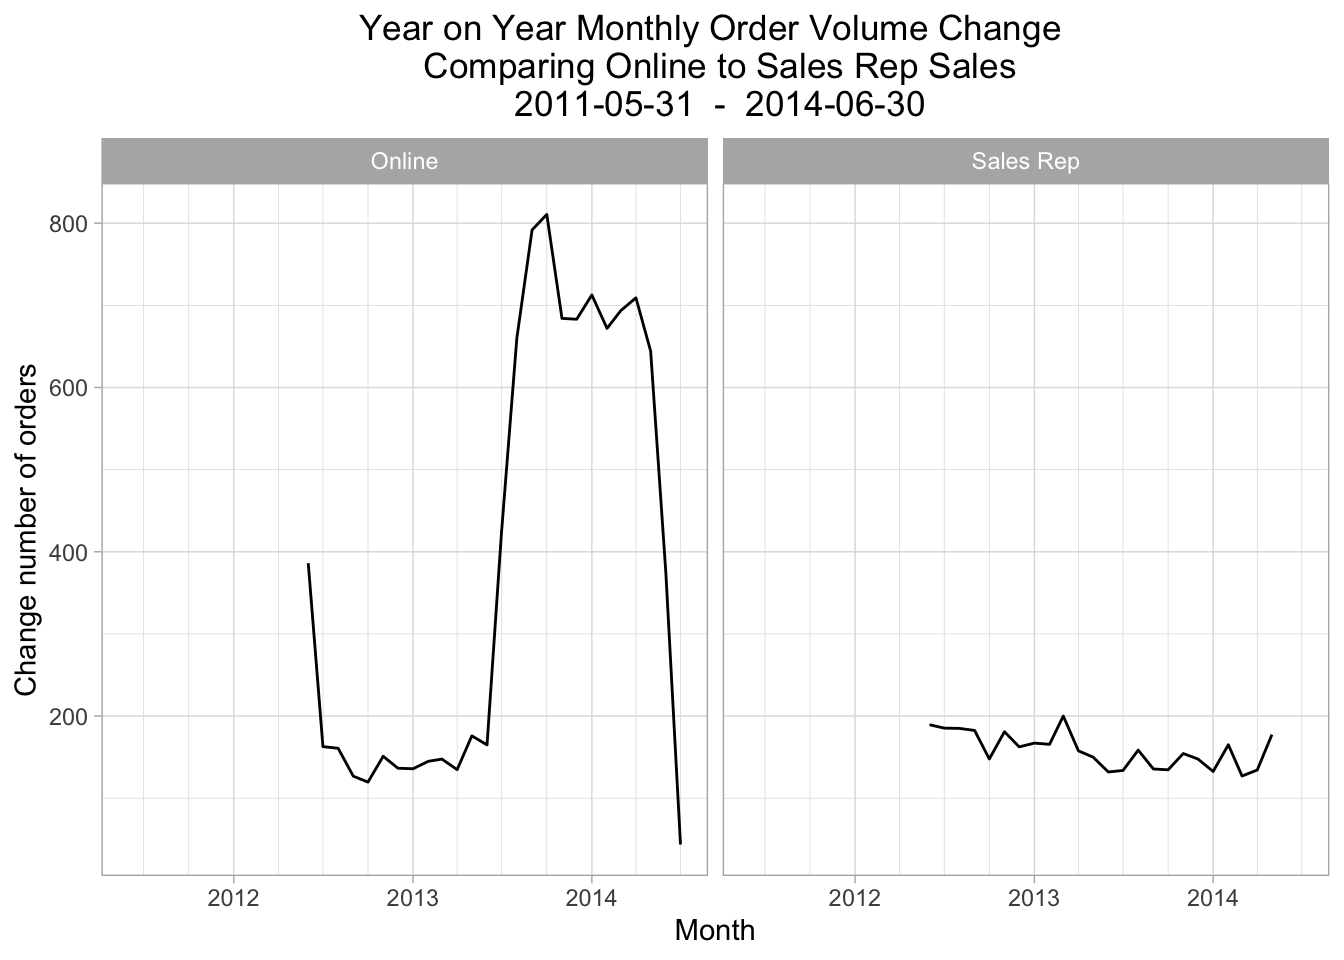 Year on Year Monthly Order Volume Change
Comparing Online to Sales Rep Sales
2011-05-31  -  2014-06-30
Online
Sales Rep
800
600
400
200
Change number of orders
2012
2013
2014
2012
2013
2014
Month